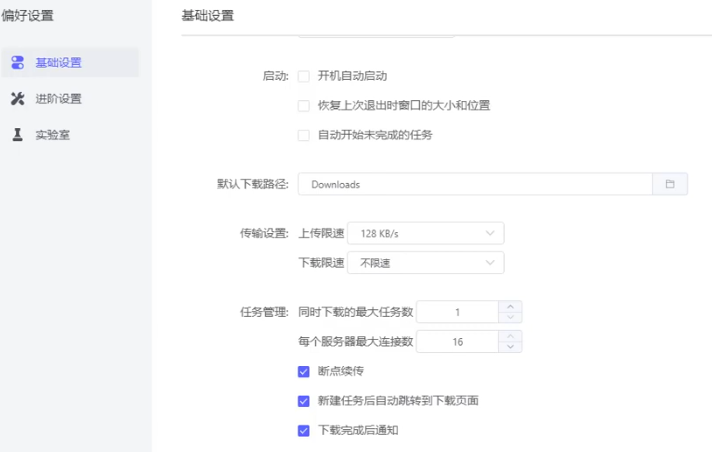 偏好设置
基础设置
进阶设置
实验室
基础设置
启动: 开机自动启动
恢复上次退出时窗口的大小和位置
自动开始未完成的任务
默认下载路径: Downloads
传输设置: 上传限速 128 KB/s
下载限速 不限速
任务管理: 同时下载的最大任务数 1
每个服务器最大连接数 16
断点续传
新建任务后自动跳转到下载页面
下载完成后通知